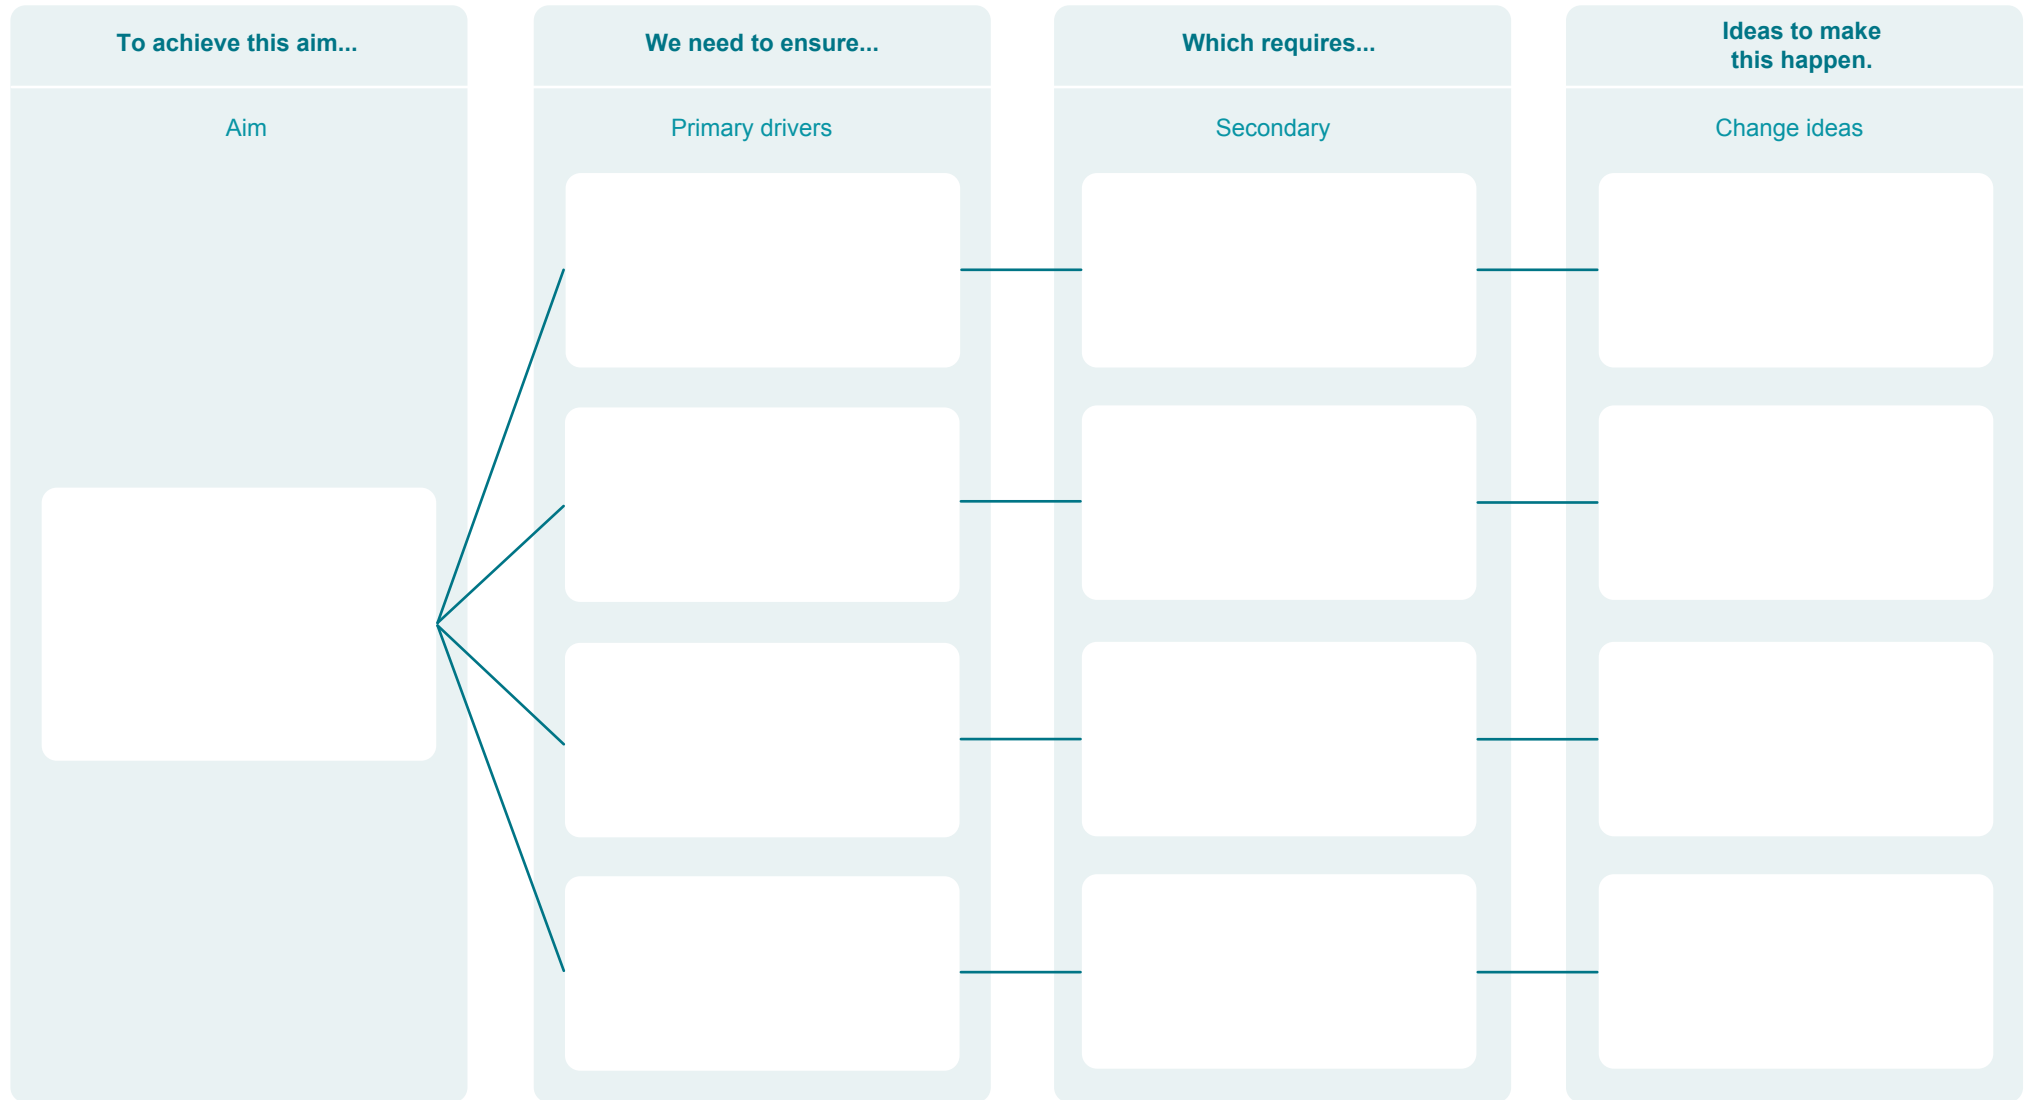 To achieve this aim...
We need to ensure...
Which requires...
Ideas to make
this happen.
Aim
Primary drivers
Secondary
Change ideas